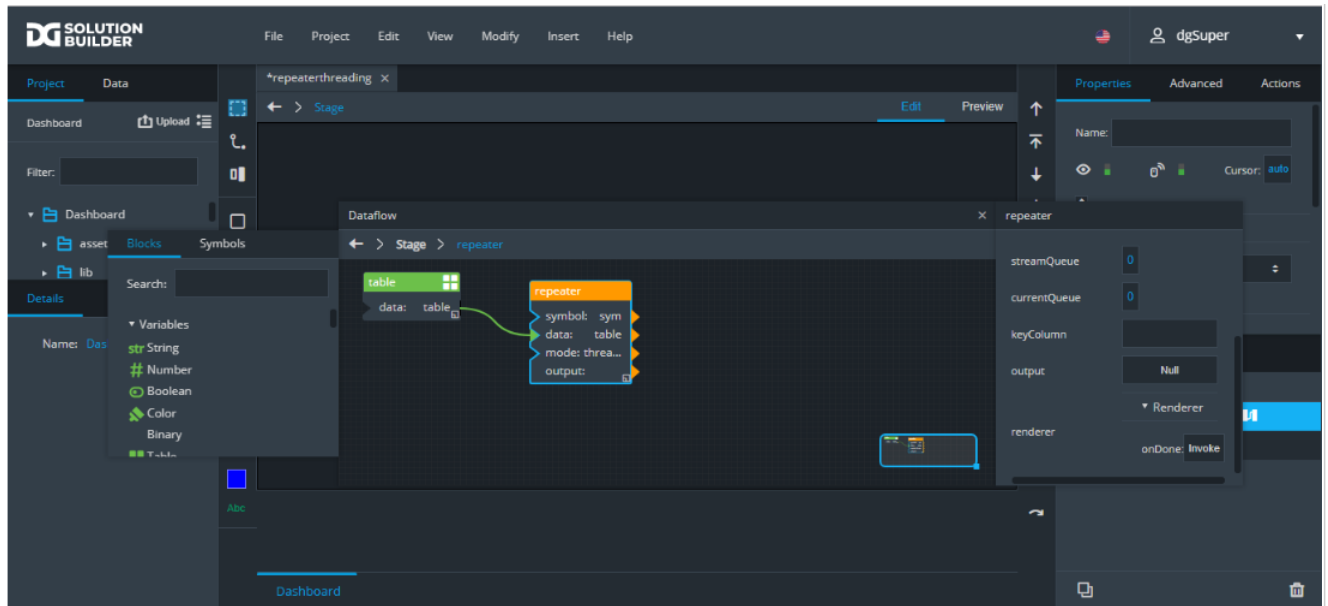 DG SOLUTION BUILDER
File Project Edit View Modify Insert Help
dgSuper
Project Data
*repeaterthreading ×
Properties Advanced Actions
Dashboard Upload
← > Stage
Edit Preview
Name:
Filter:
Cursor: auto
Dashboard
asset
lib
Details
Name: Das
Blocks Symbols
Search:
Variables
str String
# Number
Boolean
Color
Binary
Table
Abc
Dataflow ×
← > Stage > repeater
table
data: table
repeater
symbol: sym
data: table
mode: threa...
output:
repeater
streamQueue 0
currentQueue 0
keyColumn
output Null
Renderer
renderer
onDone: Invoke
Dashboard